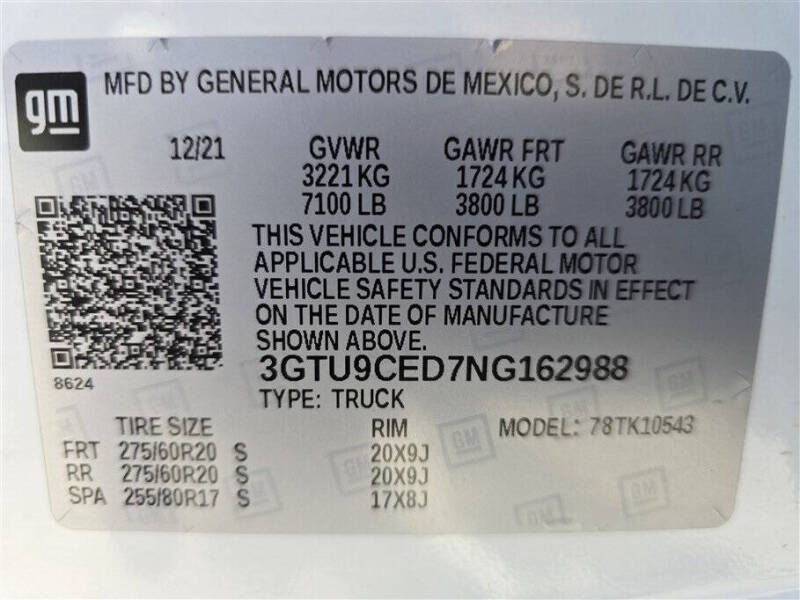 gm
MFD BY GENERAL MOTORS DE MEXICO, S. DE R.L. DE C.V.
12/21 GVWR GAWR FRT GAWR RR
3221 KG 1724 KG 1724 KG
7100 LB 3800 LB 3800 LB
THIS VEHICLE CONFORMS TO ALL
APPLICABLE U.S. FEDERAL MOTOR
VEHICLE SAFETY STANDARDS IN EFFECT
ON THE DATE OF MANUFACTURE
SHOWN ABOVE.
8624
3GTU9CED7NG162988
TYPE: TRUCK
TIRE SIZE RIM MODEL: 78TK10543
FRT 275/60R20 S 20X9J
RR 275/60R20 S 20X9J
SPA 255/80R17 S 17X8J